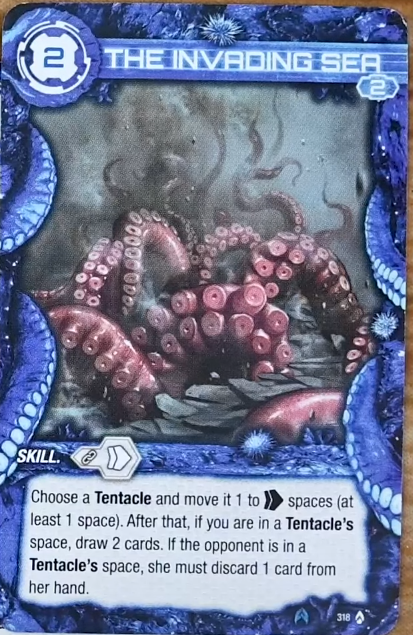 2
THE INVADING SEA
2
SKILL.
Choose a Tentacle and move it 1 to spaces (at
least 1 space). After that, if you are in a Tentacle's
space, draw 2 cards. If the opponent is in a
Tentacle's space, she must discard 1 card from
her hand.
318